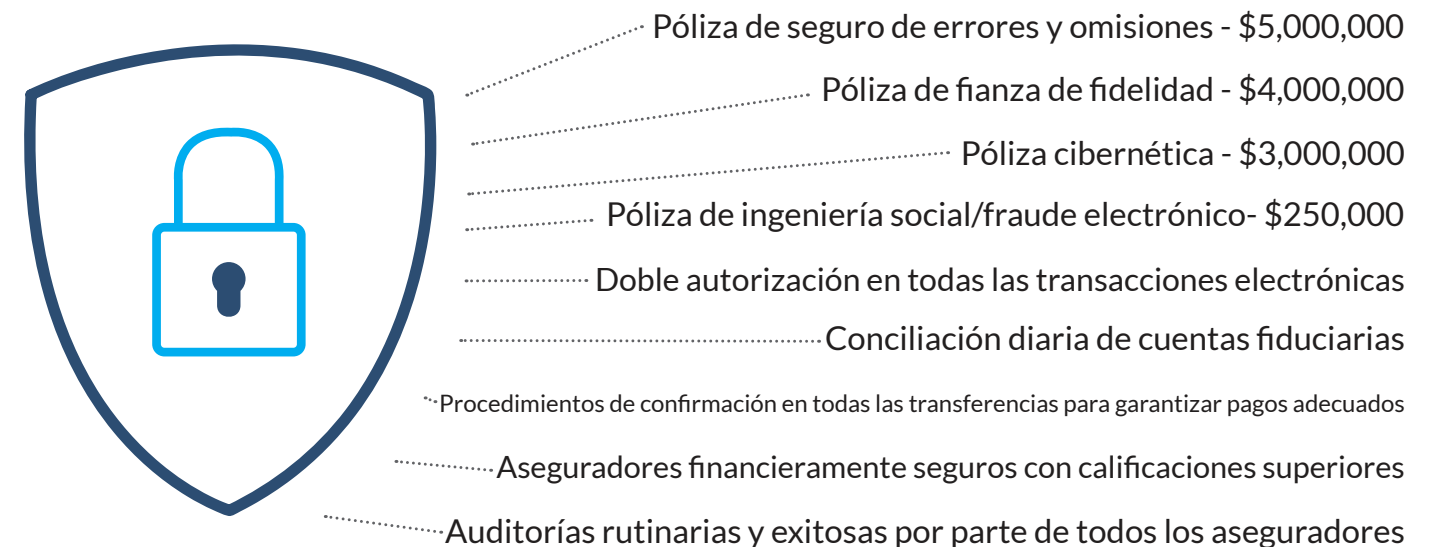 Póliza de seguro de errores y omisiones - $5,000,000
Póliza de fianza de fidelidad - $4,000,000
Póliza cibernética - $3,000,000
Póliza de ingeniería social/fraude electrónico- $250,000
Doble autorización en todas las transacciones electrónicas
Conciliación diaria de cuentas fiduciarias
Procedimientos de confirmación en todas las transferencias para garantizar pagos adecuados
Aseguradores financieramente seguros con calificaciones superiores
Auditorías rutinarias y exitosas por parte de todos los aseguradores